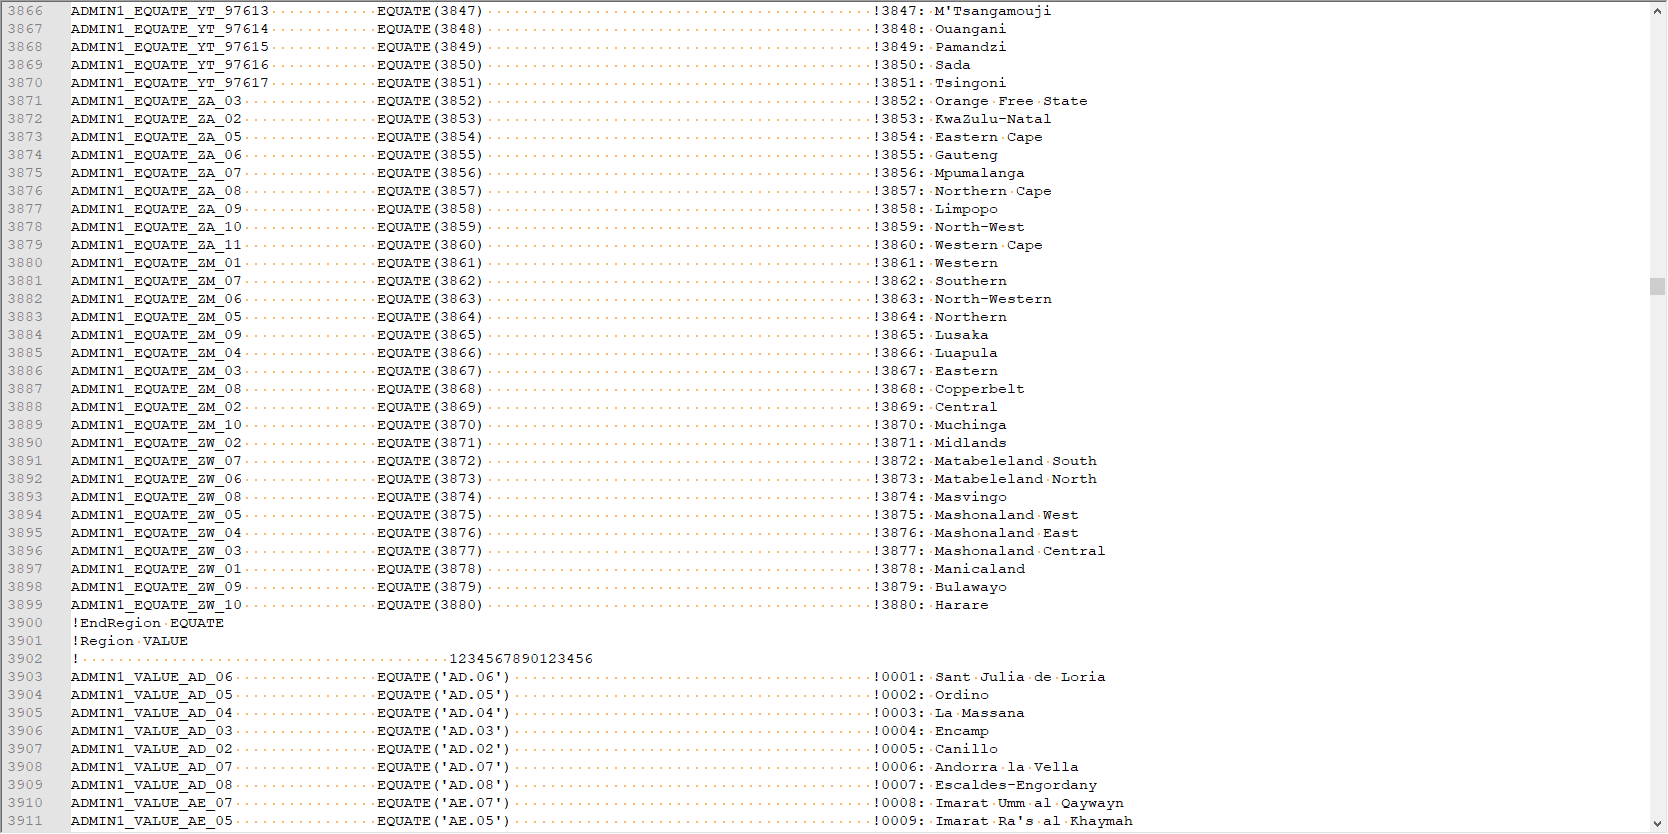 3866 ADMIN1_EQUATE_YT_97613 EQUATE(3847) !3847: M'Tsangamouji
3867 ADMIN1_EQUATE_YT_97614 EQUATE(3848) !3848: Ouangani
3868 ADMIN1_EQUATE_YT_97615 EQUATE(3849) !3849: Pamandzi
3869 ADMIN1_EQUATE_YT_97616 EQUATE(3850) !3850: Sada
3870 ADMIN1_EQUATE_YT_97617 EQUATE(3851) !3851: Tsingoni
3871 ADMIN1_EQUATE_ZA_03 EQUATE(3852) !3852: Orange Free State
3872 ADMIN1_EQUATE_ZA_02 EQUATE(3853) !3853: KwaZulu-Natal
3873 ADMIN1_EQUATE_ZA_05 EQUATE(3854) !3854: Eastern Cape
3874 ADMIN1_EQUATE_ZA_06 EQUATE(3855) !3855: Gauteng
3875 ADMIN1_EQUATE_ZA_07 EQUATE(3856) !3856: Mpumalanga
3876 ADMIN1_EQUATE_ZA_08 EQUATE(3857) !3857: Northern Cape
3877 ADMIN1_EQUATE_ZA_09 EQUATE(3858) !3858: Limpopo
3878 ADMIN1_EQUATE_ZA_10 EQUATE(3859) !3859: North-West
3879 ADMIN1_EQUATE_ZA_11 EQUATE(3860) !3860: Western Cape
3880 ADMIN1_EQUATE_ZM_01 EQUATE(3861) !3861: Western
3881 ADMIN1_EQUATE_ZM_07 EQUATE(3862) !3862: Southern
3882 ADMIN1_EQUATE_ZM_06 EQUATE(3863) !3863: North-Western
3883 ADMIN1_EQUATE_ZM_05 EQUATE(3864) !3864: Northern
3884 ADMIN1_EQUATE_ZM_09 EQUATE(3865) !3865: Lusaka
3885 ADMIN1_EQUATE_ZM_04 EQUATE(3866) !3866: Luapula
3886 ADMIN1_EQUATE_ZM_03 EQUATE(3867) !3867: Eastern
3887 ADMIN1_EQUATE_ZM_08 EQUATE(3868) !3868: Copperbelt
3888 ADMIN1_EQUATE_ZM_02 EQUATE(3869) !3869: Central
3889 ADMIN1_EQUATE_ZM_10 EQUATE(3870) !3870: Muchinga
3890 ADMIN1_EQUATE_ZW_02 EQUATE(3871) !3871: Midlands
3891 ADMIN1_EQUATE_ZW_07 EQUATE(3872) !3872: Matabeleland South
3892 ADMIN1_EQUATE_ZW_06 EQUATE(3873) !3873: Matabeleland North
3893 ADMIN1_EQUATE_ZW_08 EQUATE(3874) !3874: Masvingo
3894 ADMIN1_EQUATE_ZW_05 EQUATE(3875) !3875: Mashonaland West
3895 ADMIN1_EQUATE_ZW_04 EQUATE(3876) !3876: Mashonaland East
3896 ADMIN1_EQUATE_ZW_03 EQUATE(3877) !3877: Mashonaland Central
3897 ADMIN1_EQUATE_ZW_01 EQUATE(3878) !3878: Manicaland
3898 ADMIN1_EQUATE_ZW_09 EQUATE(3879) !3879: Bulawayo
3899 ADMIN1_EQUATE_ZW_10 EQUATE(3880) !3880: Harare
3900 !EndRegion EQUATE
3901 !Region VALUE
3902 ! 1234567890123456
3903 ADMIN1_VALUE_AD_06 EQUATE('AD.06') !0001: Sant Julia de Loria
3904 ADMIN1_VALUE_AD_05 EQUATE('AD.05') !0002: Ordino
3905 ADMIN1_VALUE_AD_04 EQUATE('AD.04') !0003: La Massana
3906 ADMIN1_VALUE_AD_03 EQUATE('AD.03') !0004: Encamp
3907 ADMIN1_VALUE_AD_02 EQUATE('AD.02') !0005: Canillo
3908 ADMIN1_VALUE_AD_07 EQUATE('AD.07') !0006: Andorra la Vella
3909 ADMIN1_VALUE_AD_08 EQUATE('AD.08') !0007: Escaldes-Engordany
3910 ADMIN1_VALUE_AE_07 EQUATE('AE.07') !0008: Imarat Umm al Qaywayn
3911 ADMIN1_VALUE_AE_05 EQUATE('AE.05') !0009: Imarat Ra's al Khaymah